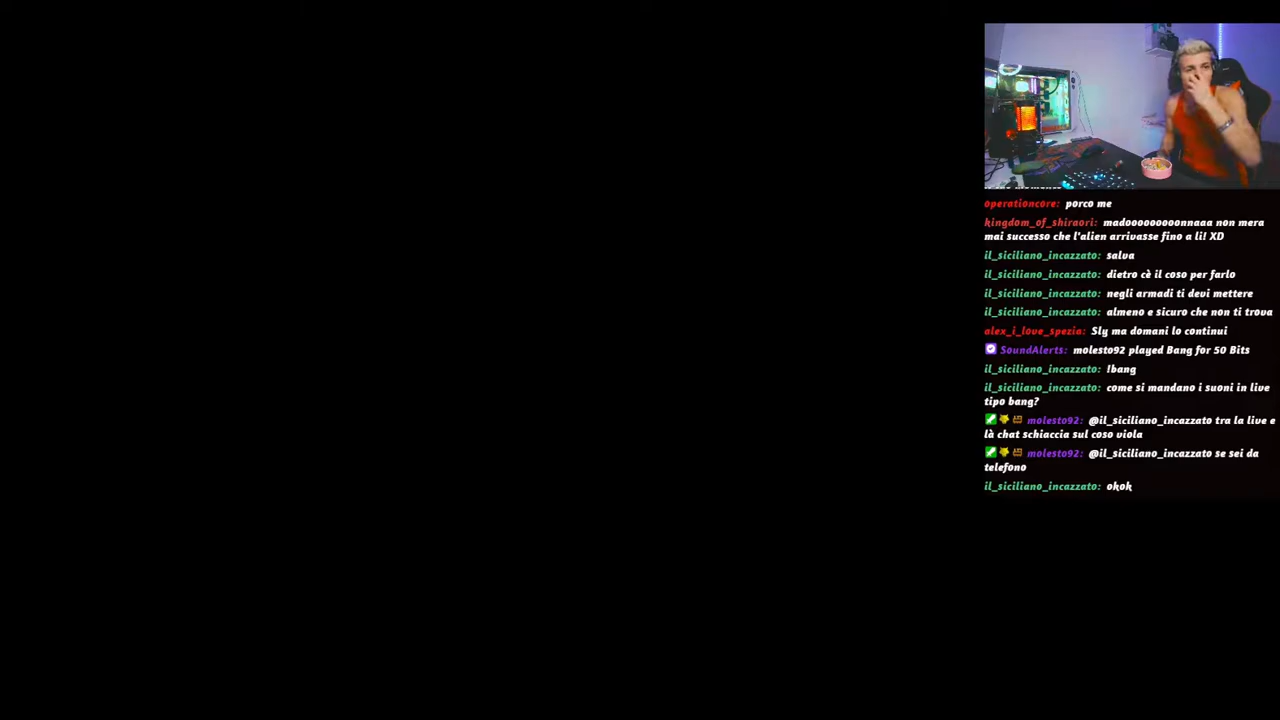 operationcore: porco me
kingdom_of_shiraori: madooooooooonnaaa non mera
mai successo che l'alien arrivasse fino a li! XD
il_siciliano_incazzato: salva
il_siciliano_incazzato: dietro cè il coso per farlo
il_siciliano_incazzato: negli armadi ti devi mettere
il_siciliano_incazzato: almeno e sicuro che non ti trova
alex_i_love_spezia: Sly ma domani lo continui
SoundAlerts: molesto92 played Bang for 50 Bits
il_siciliano_incazzato: !bang
il_siciliano_incazzato: come si mandano i suoni in live
tipo bang?
molesto92: @il_siciliano_incazzato tra la live e
là chat schiaccia sul coso viola
molesto92: @il_siciliano_incazzato se sei da
telefono
il_siciliano_incazzato: okok